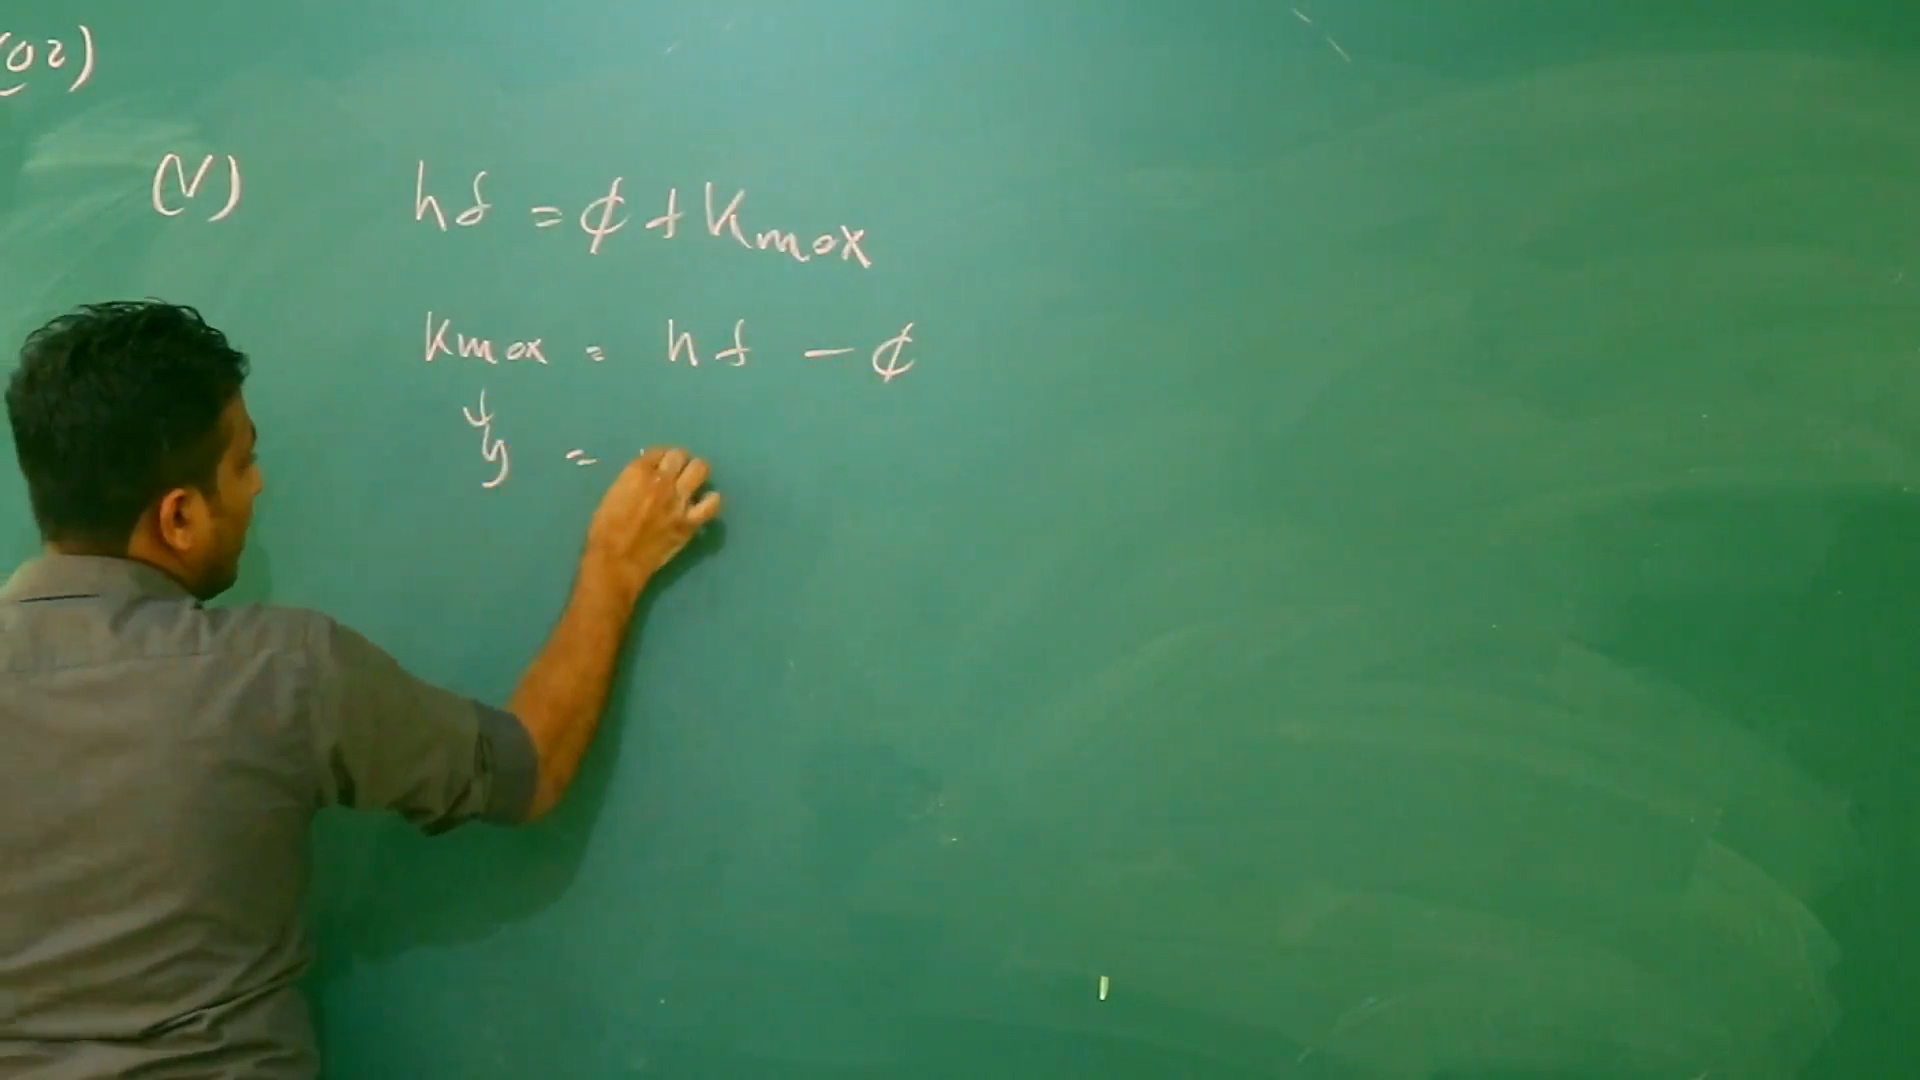 (02)
(V) hf = ϕ + Kmax
Kmax = hf - ϕ
↓
y =